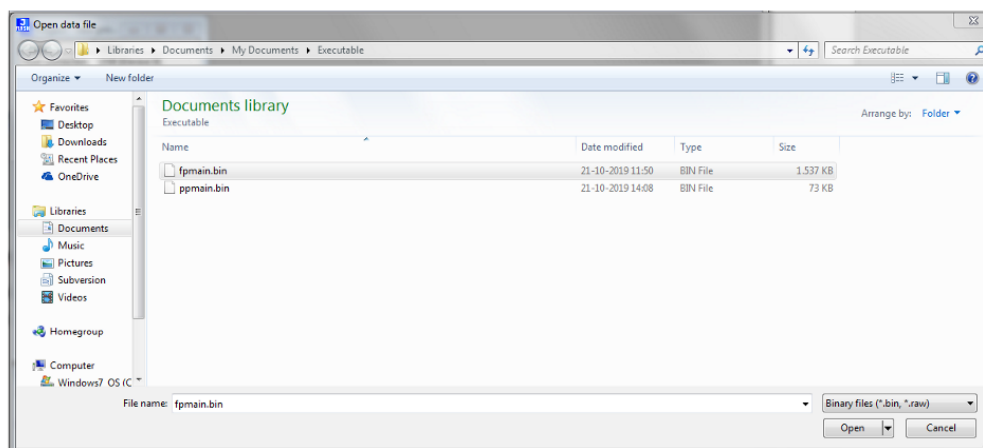 Open data file
Libraries Documents My Documents Executable
Search Executable
Organize New folder
Favorites
Desktop
Downloads
Recent Places
OneDrive
Libraries
Documents
Music
Pictures
Subversion
Videos
Homegroup
Computer
Windows7_OS (C
Documents library
Executable
Arrange by: Folder
Name Date modified Type Size
fpmain.bin 21-10-2019 11:50 BIN File 1.537 KB
ppmain.bin 21-10-2019 14:08 BIN File 73 KB
File name: fpmain.bin
Binary files (*.bin, *.raw)
Open Cancel